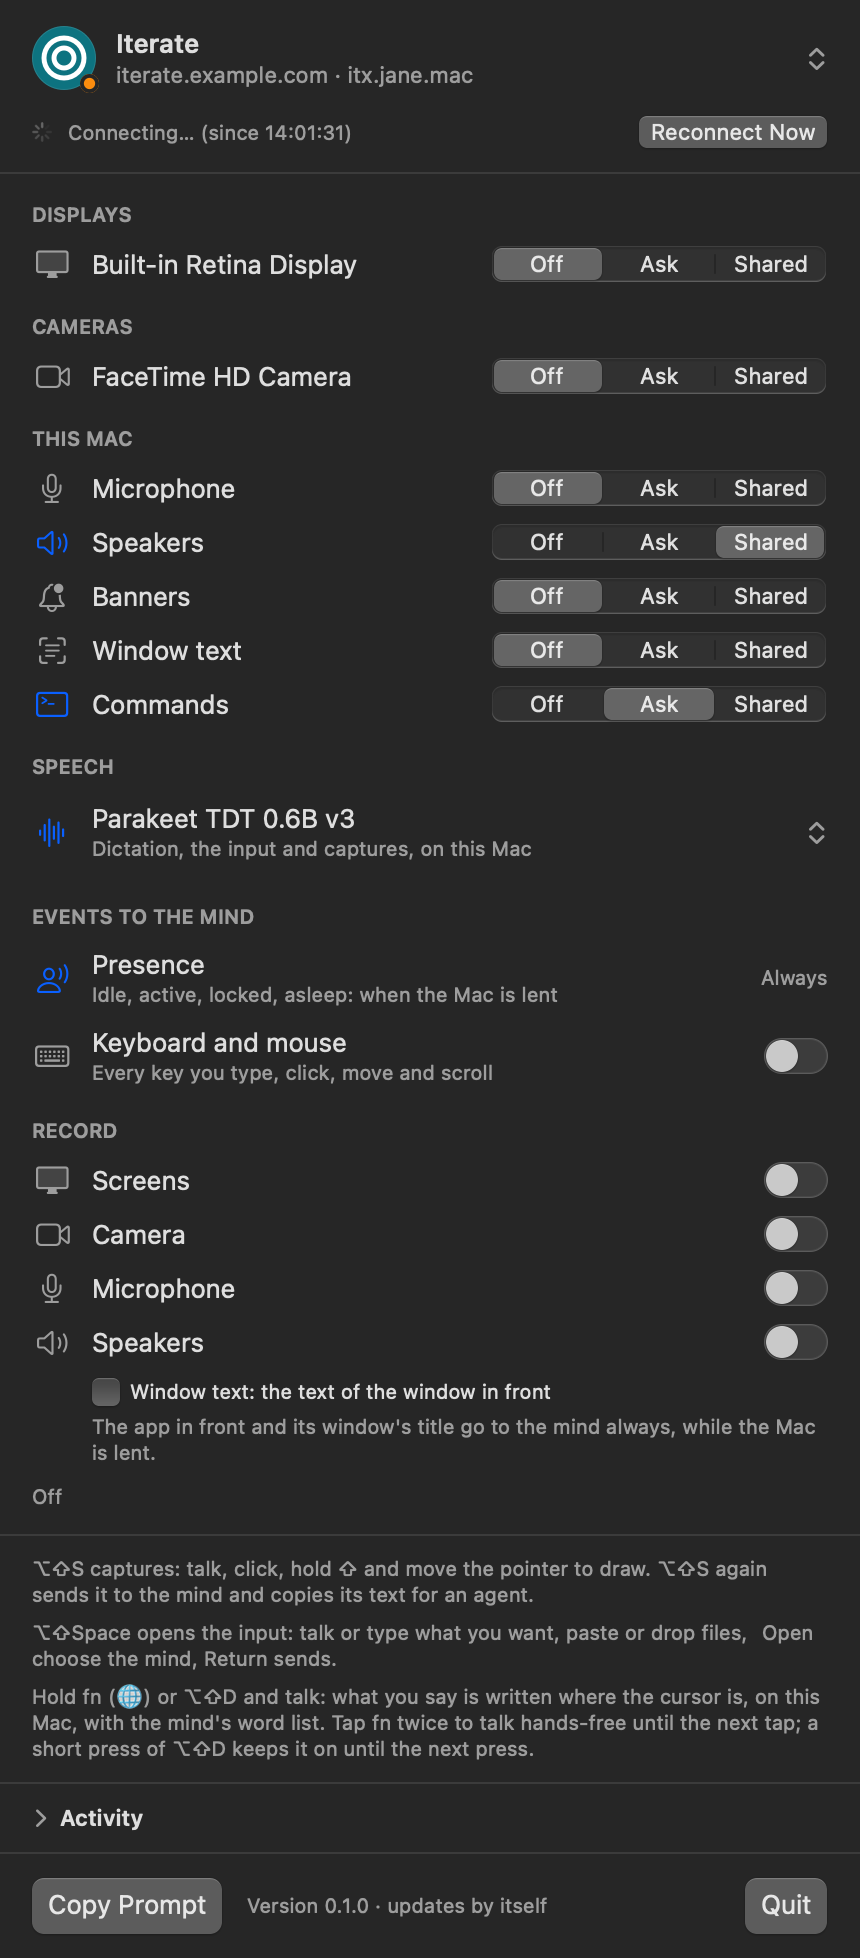 Iterate
iterate.example.com · itx.jane.mac
Connecting... (since 14:01:31)
Reconnect Now
DISPLAYS
Built-in Retina Display Off Ask Shared
CAMERAS
FaceTime HD Camera Off Ask Shared
THIS MAC
Microphone Off Ask Shared
Speakers Off Ask Shared
Banners Off Ask Shared
Window text Off Ask Shared
Commands Off Ask Shared
SPEECH
Parakeet TDT 0.6B v3
Dictation, the input and captures, on this Mac
EVENTS TO THE MIND
Presence
Idle, active, locked, asleep: when the Mac is lent
Always
Keyboard and mouse
Every key you type, click, move and scroll
RECORD
Screens
Camera
Microphone
Speakers
Window text: the text of the window in front
The app in front and its window's title go to the mind always, while the Mac
is lent.
Off
⌥⇧S captures: talk, click, hold ⇧ and move the pointer to draw. ⌥⇧S again
sends it to the mind and copies its text for an agent.
⌥⇧Space opens the input: talk or type what you want, paste or drop files,
choose the mind, Return sends.
Open
Hold fn (🌐) or ⌥⇧D and talk: what you say is written where the cursor is, on this
Mac, with the mind's word list. Tap fn twice to talk hands-free until the next tap; a
short press of ⌥⇧D keeps it on until the next press.
Activity
Copy Prompt
Version 0.1.0 · updates by itself
Quit